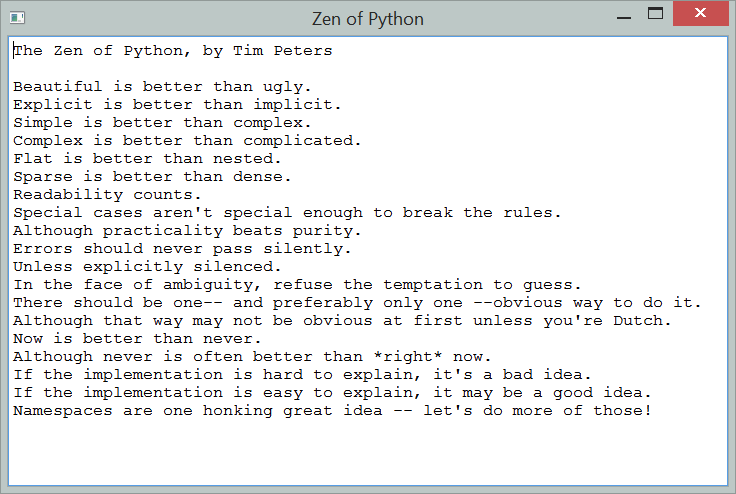 Zen of Python
The Zen of Python, by Tim Peters
Beautiful is better than ugly.
Explicit is better than implicit.
Simple is better than complex.
Complex is better than complicated.
Flat is better than nested.
Sparse is better than dense.
Readability counts.
Special cases aren't special enough to break the rules.
Although practicality beats purity.
Errors should never pass silently.
Unless explicitly silenced.
In the face of ambiguity, refuse the temptation to guess.
There should be one-- and preferably only one --obvious way to do it.
Although that way may not be obvious at first unless you're Dutch.
Now is better than never.
Although never is often better than *right* now.
If the implementation is hard to explain, it's a bad idea.
If the implementation is easy to explain, it may be a good idea.
Namespaces are one honking great idea -- let's do more of those!